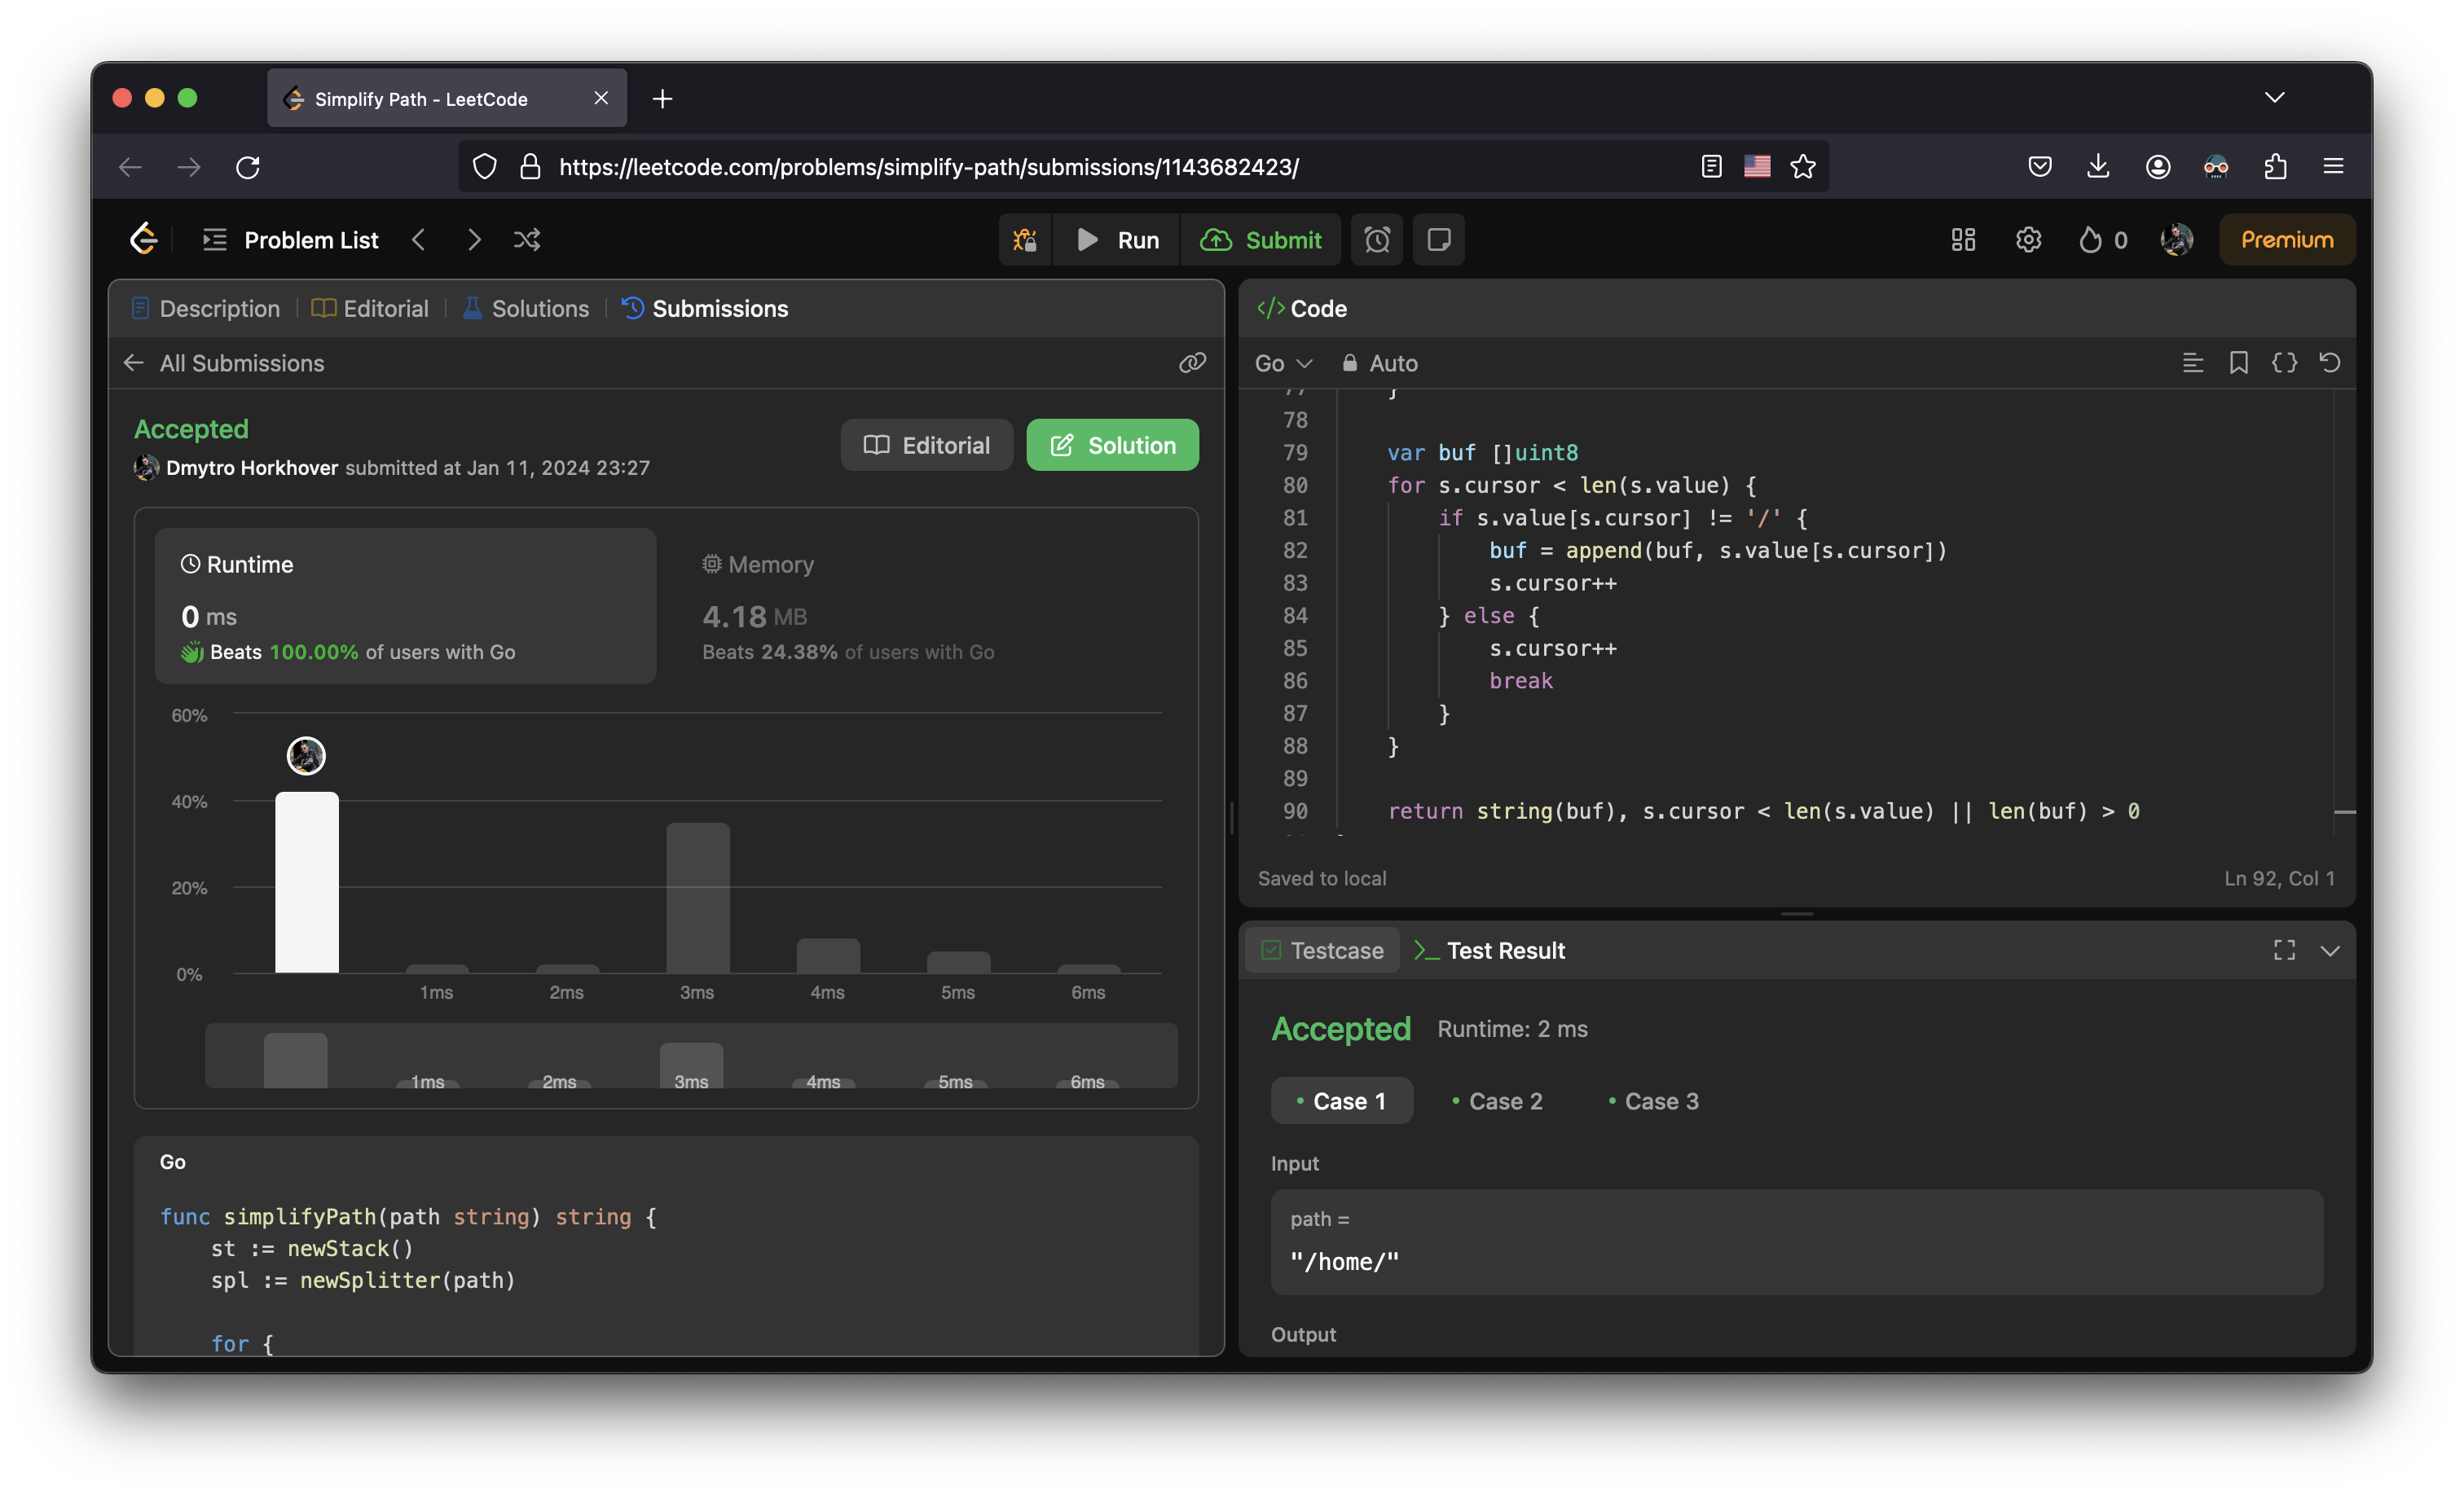 Simplify Path - LeetCode
https://leetcode.com/problems/simplify-path/submissions/1143682423/
Problem List
Run
Submit
0
Premium
Description
Editorial
Solutions
Submissions
All Submissions
Accepted
Dmytro Horkhover submitted at Jan 11, 2024 23:27
Editorial
Solution
Runtime
0 ms
Beats 100.00% of users with Go
Memory
4.18 MB
Beats 24.38% of users with Go
60%
40%
20%
0%
1ms 2ms 3ms 4ms 5ms 6ms
1ms 2ms 3ms 4ms 5ms 6ms
Go
func simplifyPath(path string) string {
    st := newStack()
    spl := newSplitter(path)
    for {
</> Code
Go
Auto
77 }
78
79 var buf []uint8
80 for s.cursor < len(s.value) {
81     if s.value[s.cursor] != '/' {
82         buf = append(buf, s.value[s.cursor])
83         s.cursor++
84     } else {
85         s.cursor++
86         break
87     }
88 }
89
90 return string(buf), s.cursor < len(s.value) || len(buf) > 0
Saved to local
Ln 92, Col 1
Testcase
>_ Test Result
Accepted
Runtime: 2 ms
• Case 1
• Case 2
• Case 3
Input
path =
"/home/"
Output